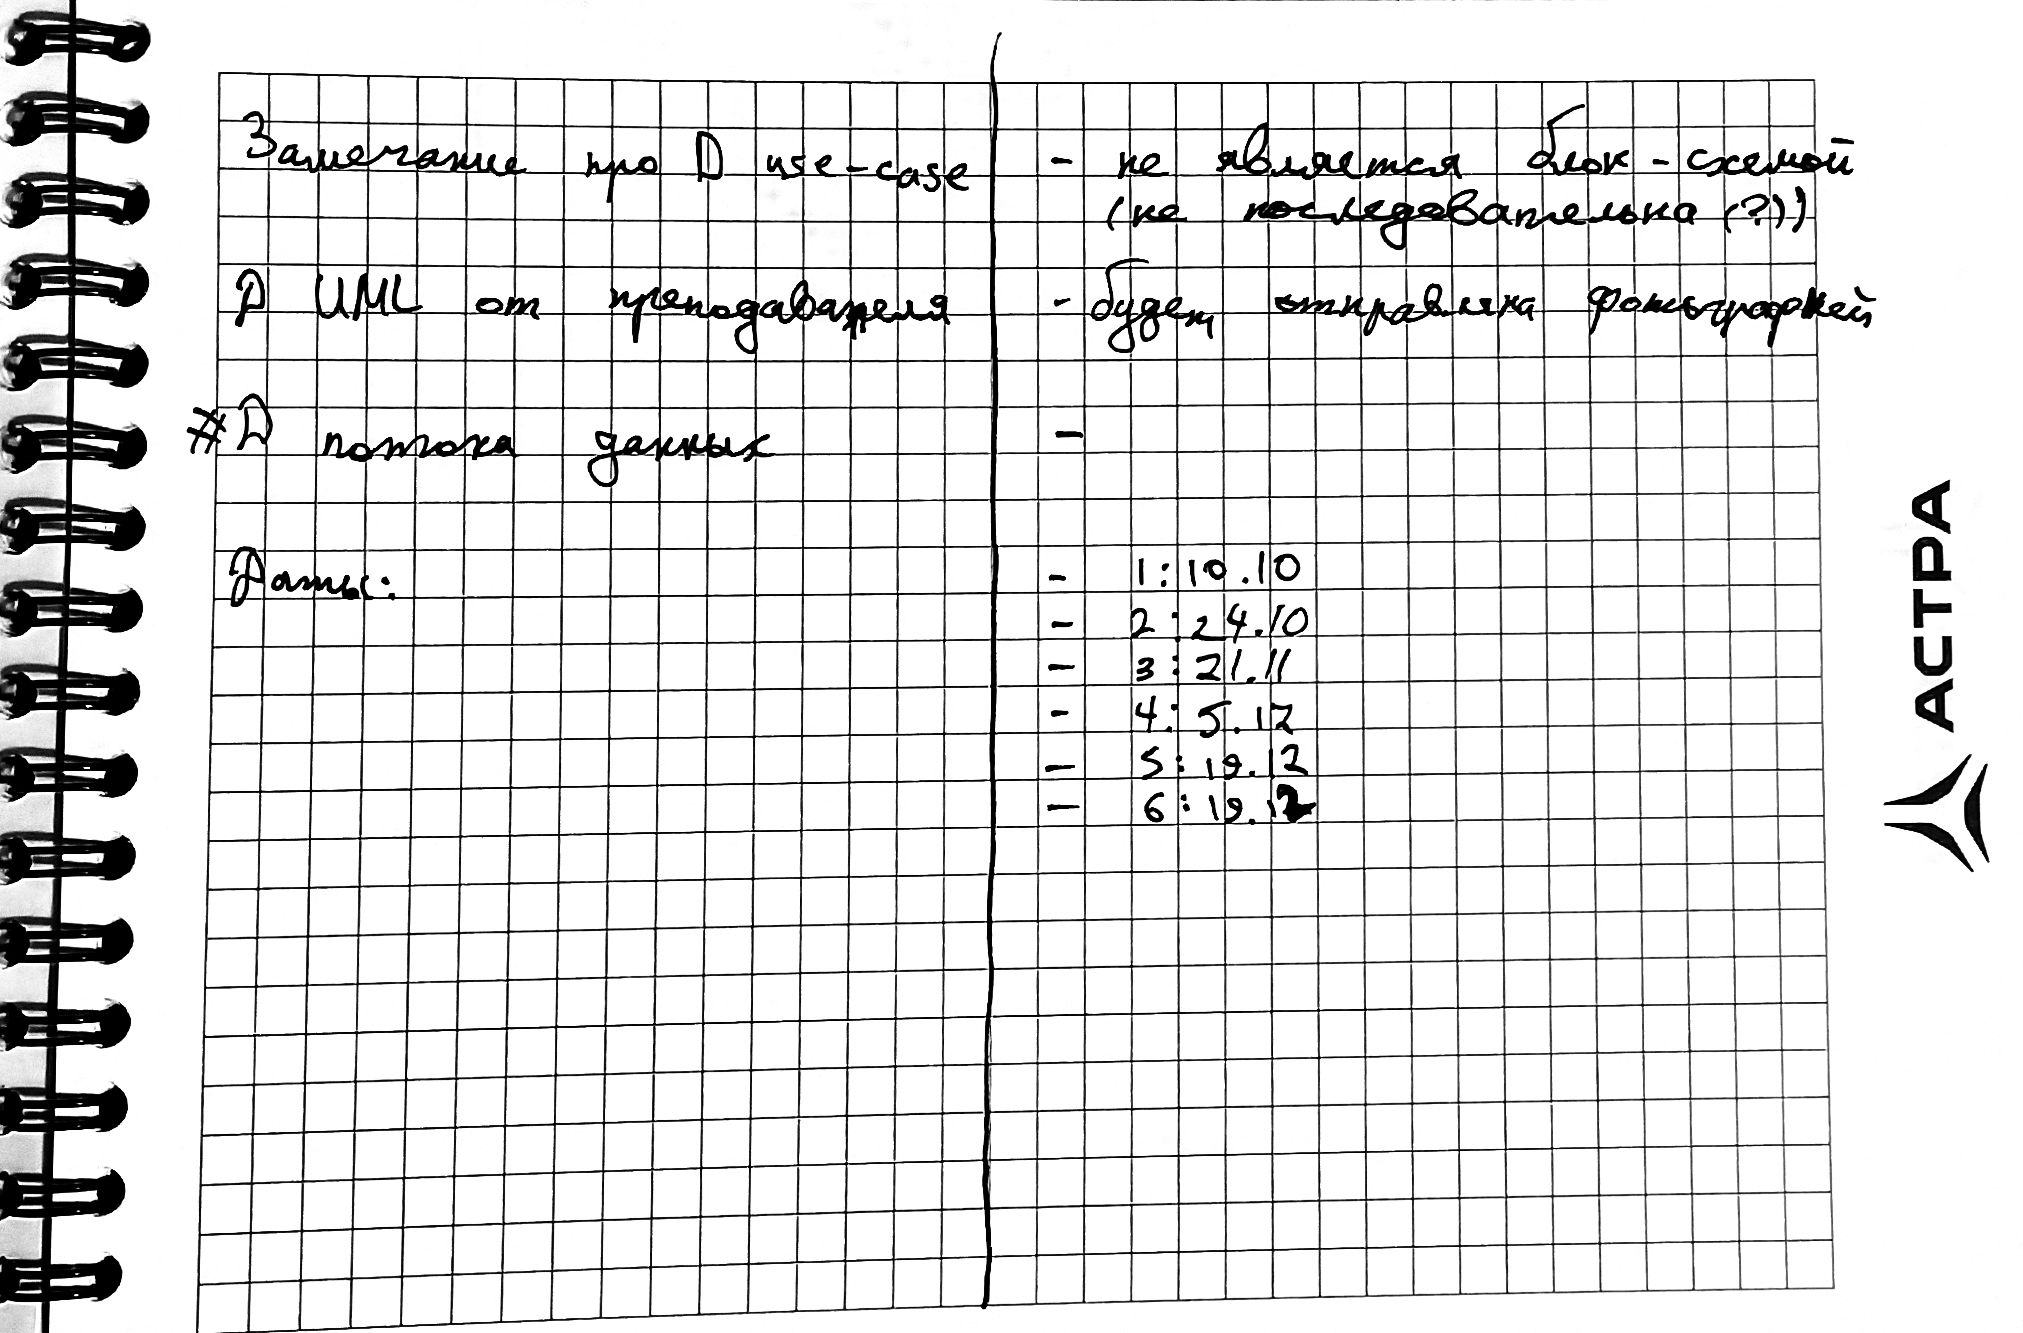 Замечание про D use-case - не является блок-схемой
(не последовательна (?))
D UML от преподавателя - будет отправлена фотографией
#D потока данных -
Даты: - 1:10.10
- 2:24.10
- 3:21.11
- 4:5.12
- 5:19.12
- 6:19.12
АСТРА